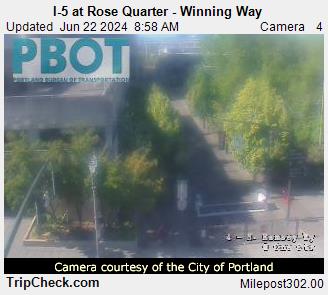 I-5 at Rose Quarter - Winning Way
Updated Jun 22 2024 8:58 AM Camera 4
PBOT
PORTLAND BUREAU OF TRANSPORTATION
Camera courtesy of the City of Portland
TripCheck.com Milepost302.00